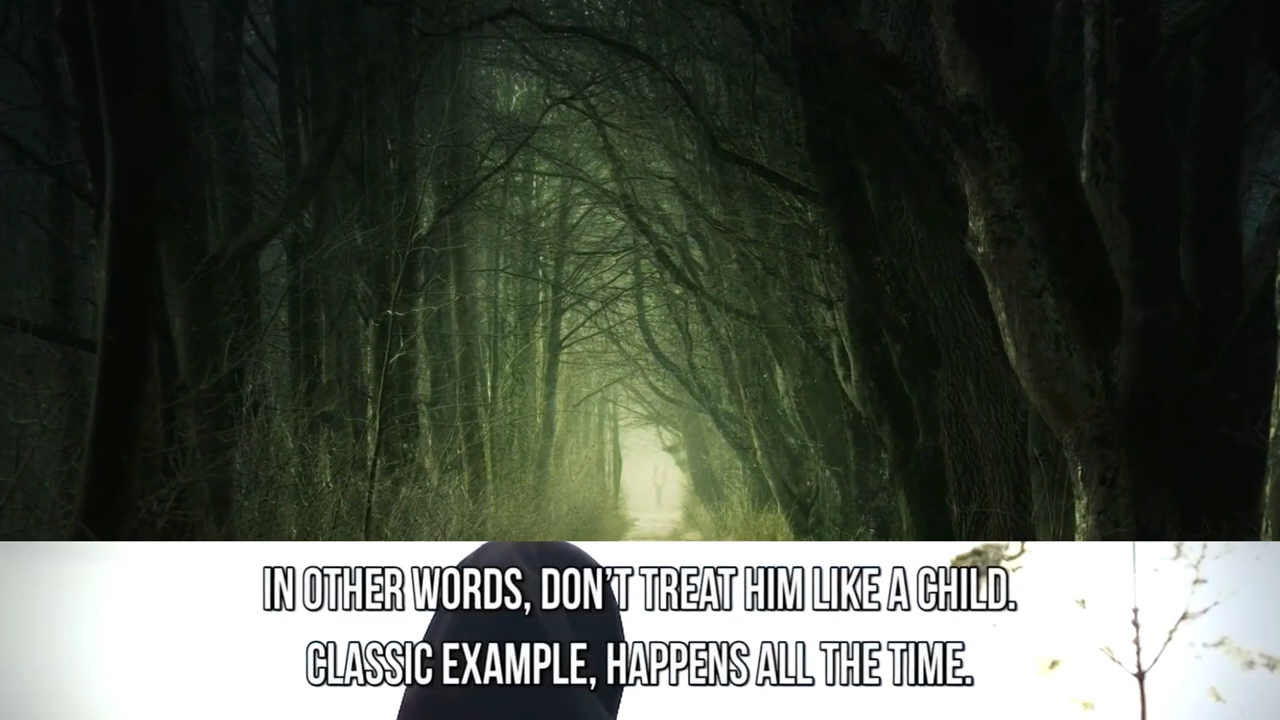 IN OTHER WORDS, DON'T TREAT HIM LIKE A CHILD.
CLASSIC EXAMPLE, HAPPENS ALL THE TIME.